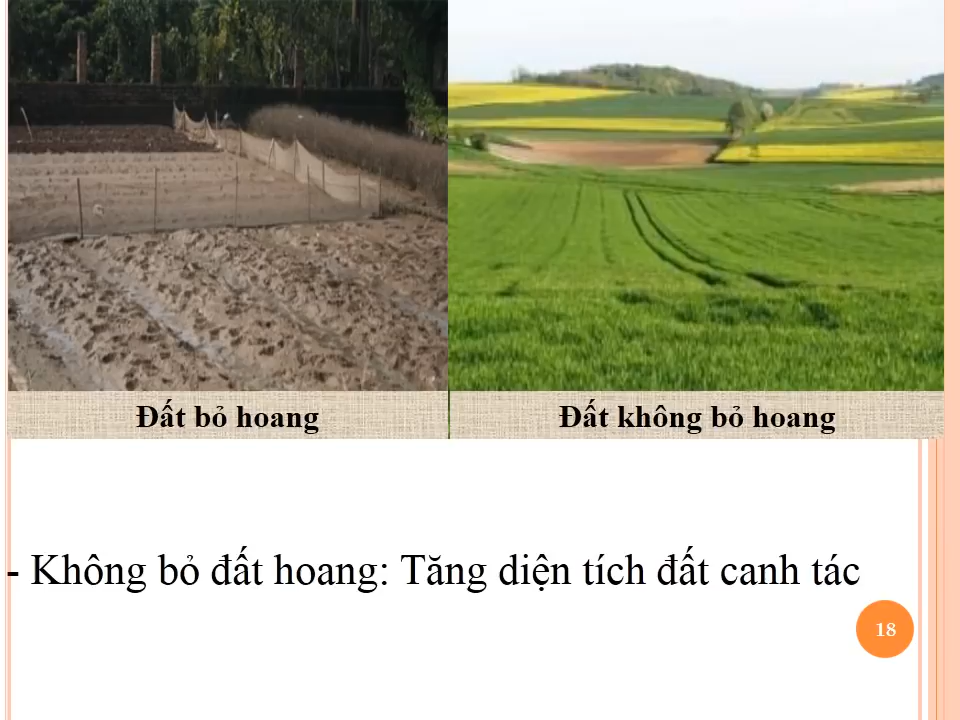 Đất bỏ hoang
Đất không bỏ hoang
- Không bỏ đất hoang: Tăng diện tích đất canh tác
18